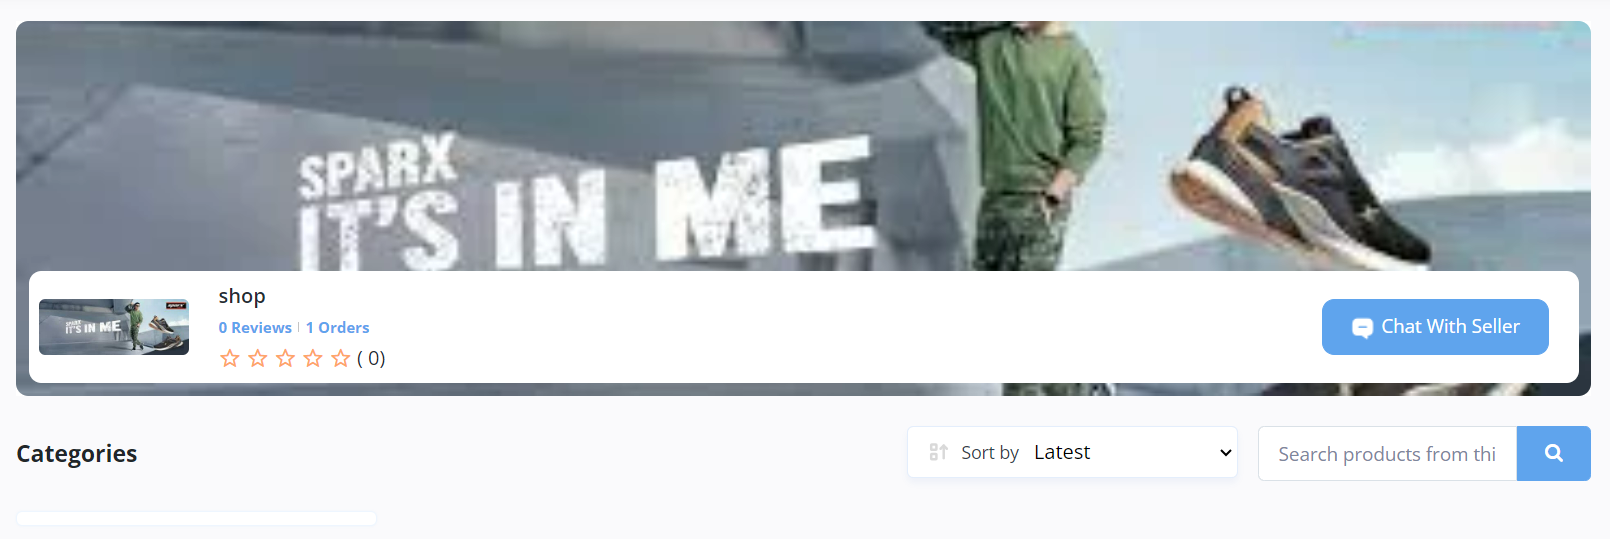 SPARX
IT'S IN ME
shop
0 Reviews | 1 Orders
( 0)
Chat With Seller
Categories
Sort by Latest
Search products from thi